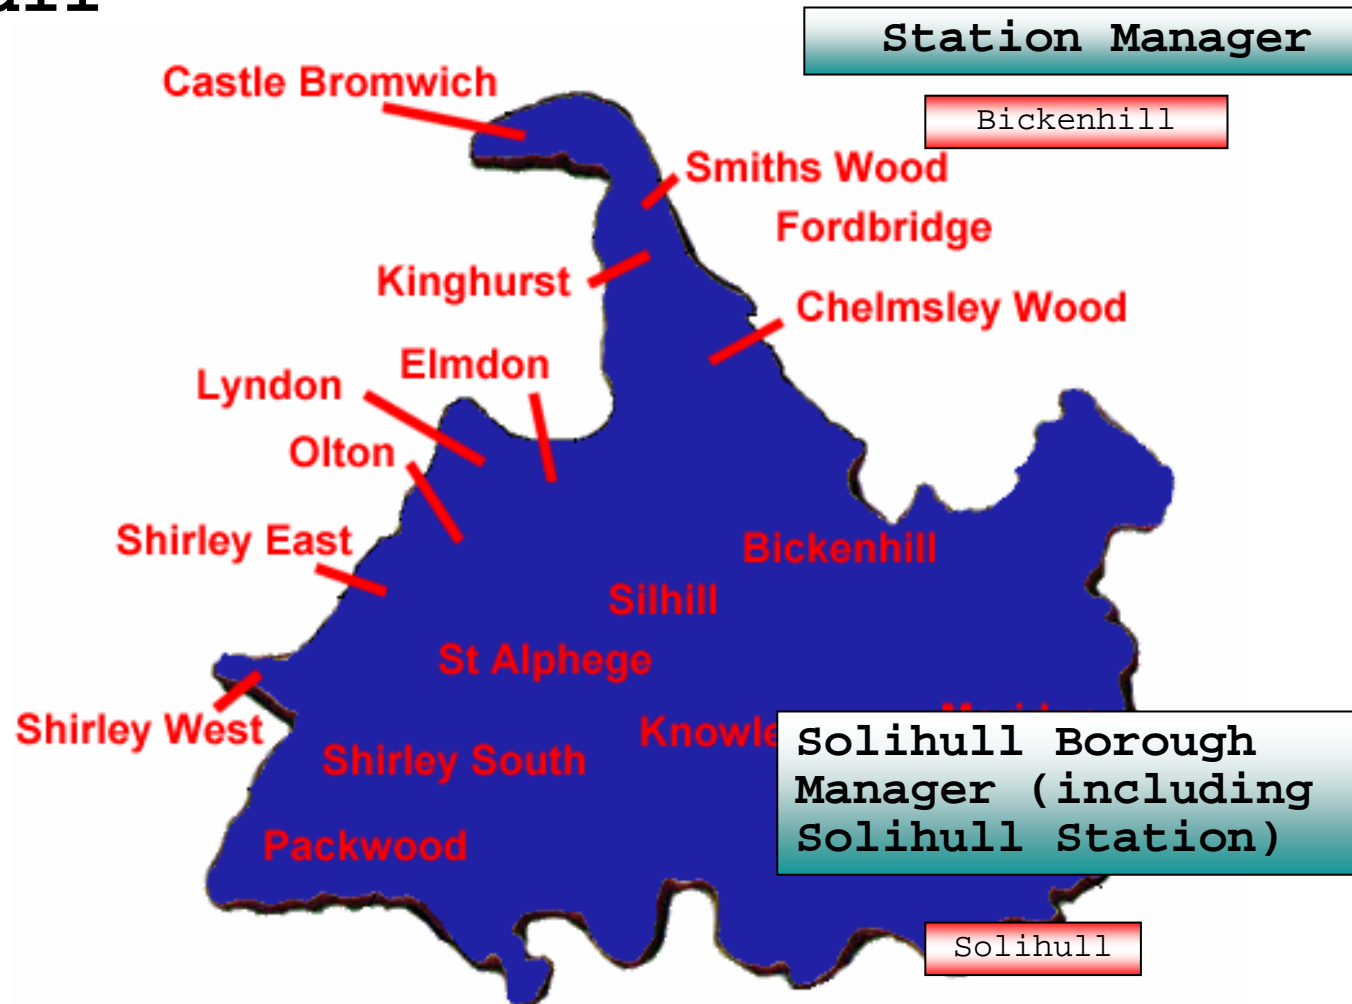 Station Manager
Castle Bromwich
Bickenhill
Smiths Wood
Fordbridge
Kinghurst
Chelmsley Wood
Elmdon
Lyndon
Olton
Shirley East
Bickenhill
Silhill
St Alphege
Shirley West
Knowle
Shirley South
Solihull Borough
Manager (including
Solihull Station)
Packwood
Solihull